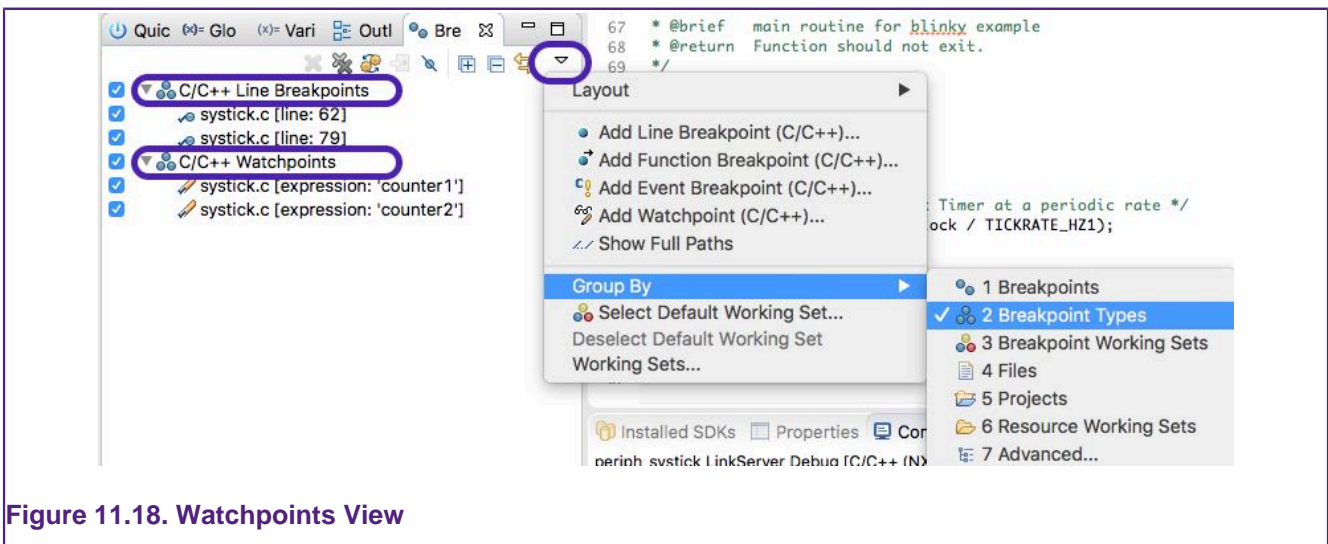 Quic (x)= Glo (x)= Vari Outl Bre
C/C++ Line Breakpoints
systick.c [line: 62]
systick.c [line: 79]
C/C++ Watchpoints
systick.c [expression: 'counter1']
systick.c [expression: 'counter2']
67 * @brief main routine for blinky example
68 * @return Function should not exit.
69 */
Layout
Add Line Breakpoint (C/C++)...
Add Function Breakpoint (C/C++)...
Add Event Breakpoint (C/C++)...
Add Watchpoint (C/C++)...
Show Full Paths
Group By
Select Default Working Set...
Deselect Default Working Set
Working Sets...
Timer at a periodic rate */
ock / TICKRATE_HZ1);
1 Breakpoints
✓ 2 Breakpoint Types
3 Breakpoint Working Sets
4 Files
5 Projects
6 Resource Working Sets
7 Advanced...
Installed SDKs Properties Con
periph_systick LinkServer Debug [C/C++ (NX
Figure 11.18. Watchpoints View